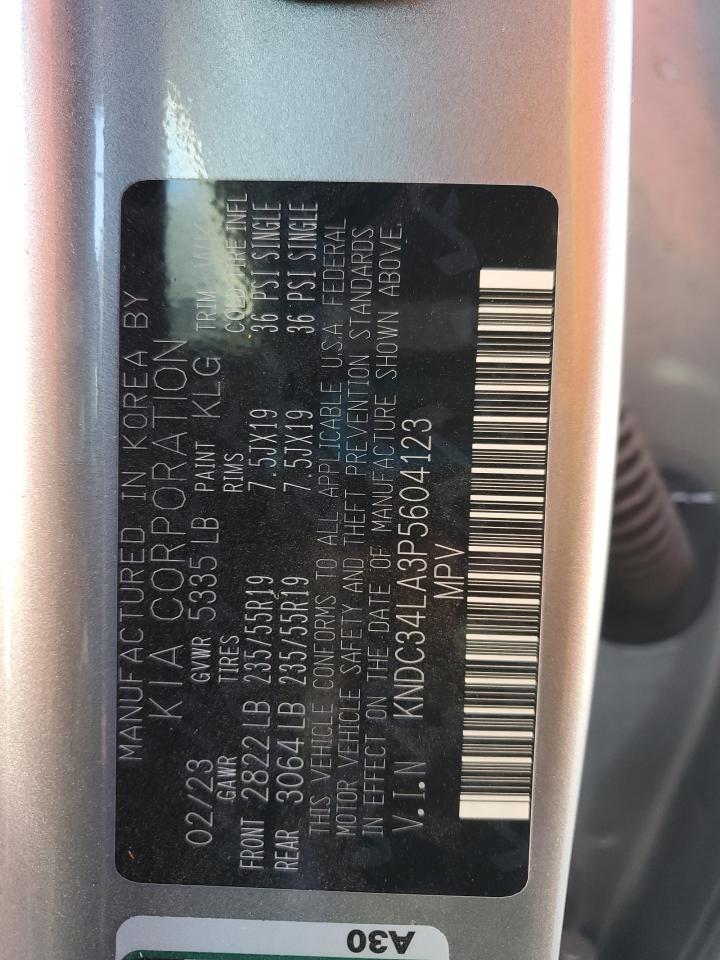 MANUFACTURED IN KOREA BY
KIA CORPORATION
02/23 GVWR 5335 LB PAINT KLG TRIM WK
GAWR TIRES RIMS COLD TIRE INFL
FRONT 2822 LB 235/55R19 7.5JX19 36 PSI SINGLE
REAR 3064 LB 235/55R19 7.5JX19 36 PSI SINGLE
THIS VEHICLE CONFORMS TO ALL APPLICABLE U.S.A FEDERAL
MOTOR VEHICLE SAFETY AND THEFT PREVENTION STANDARDS
IN EFFECT ON THE DATE OF MANUFACTURE SHOWN ABOVE.
V.I.N KNDC34LA3P5604123
MPV
A30